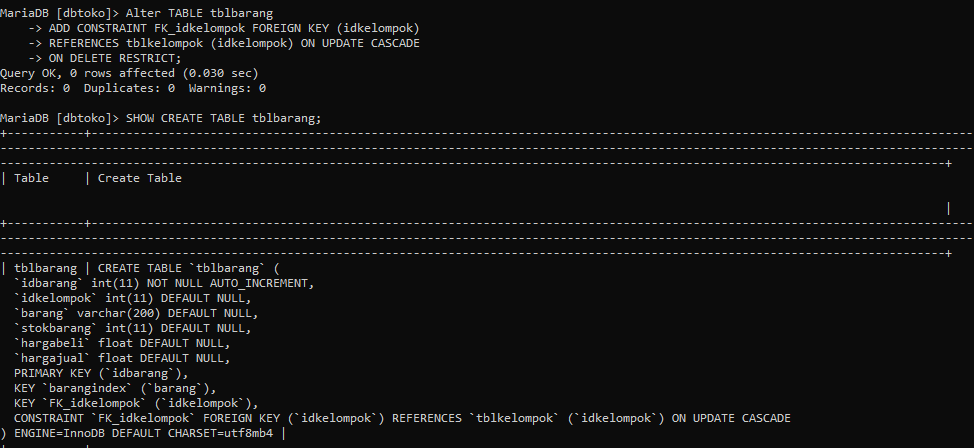 MariaDB [dbtoko]> Alter TABLE tblbarang
    -> ADD CONSTRAINT FK_idkelompok FOREIGN KEY (idkelompok)
    -> REFERENCES tblkelompok (idkelompok) ON UPDATE CASCADE
    -> ON DELETE RESTRICT;
Query OK, 0 rows affected (0.030 sec)
Records: 0  Duplicates: 0  Warnings: 0
MariaDB [dbtoko]> SHOW CREATE TABLE tblbarang;
| Table     | Create Table
|
| tblbarang | CREATE TABLE `tblbarang` (
  `idbarang` int(11) NOT NULL AUTO_INCREMENT,
  `idkelompok` int(11) DEFAULT NULL,
  `barang` varchar(200) DEFAULT NULL,
  `stokbarang` int(11) DEFAULT NULL,
  `hargabeli` float DEFAULT NULL,
  `hargajual` float DEFAULT NULL,
  PRIMARY KEY (`idbarang`),
  KEY `barangindex` (`barang`),
  KEY `FK_idkelompok` (`idkelompok`),
  CONSTRAINT `FK_idkelompok` FOREIGN KEY (`idkelompok`) REFERENCES `tblkelompok` (`idkelompok`) ON UPDATE CASCADE
) ENGINE=InnoDB DEFAULT CHARSET=utf8mb4 |